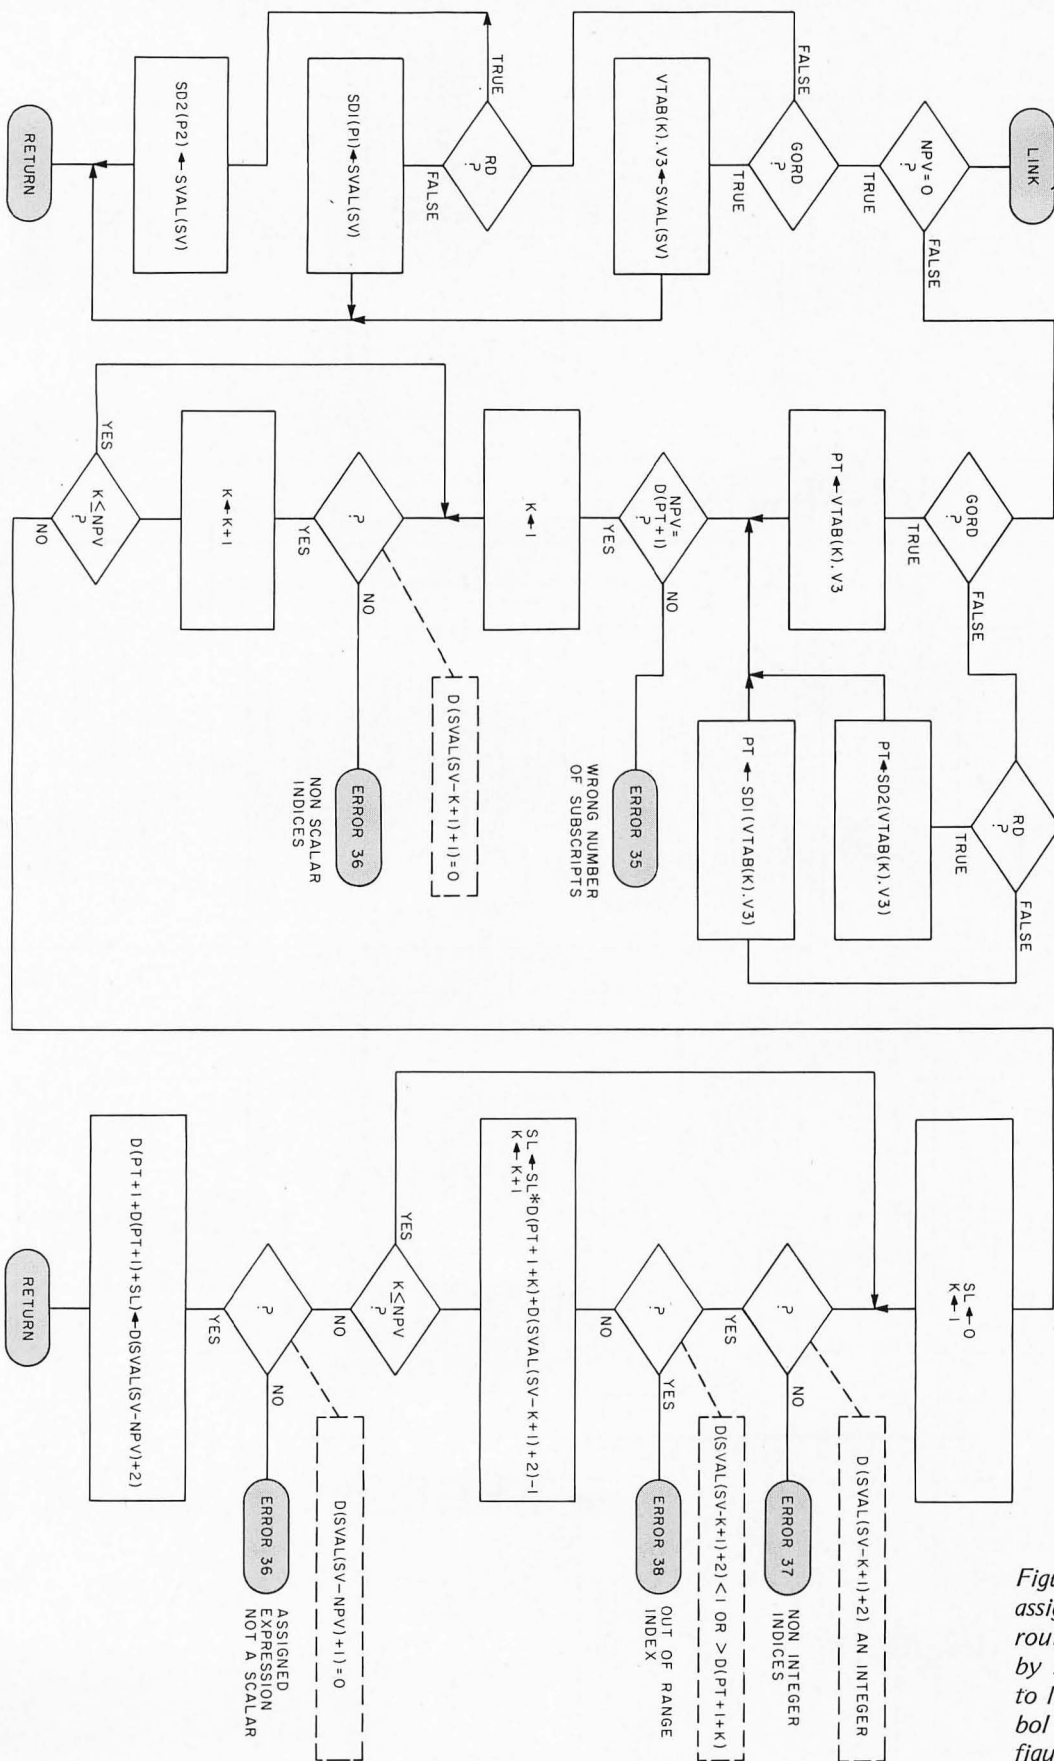 LINK
NPV=0
?
FALSE
TRUE
GORD
?
FALSE
TRUE
VTAB(K).V3←SVAL(SV)
RD
?
TRUE
FALSE
SD1(P1)←SVAL(SV)
SD2(P2)←SVAL(SV)
RETURN
GORD
?
FALSE
TRUE
RD
?
FALSE
TRUE
PT←VTAB(K).V3
PT←SD2(VTAB(K).V3)
PT←SD1(VTAB(K).V3)
NPV=
D(PT+1)
?
NO
YES
ERROR 35
WRONG NUMBER
OF SUBSCRIPTS
K←1
D(SVAL(SV-K+1)+1)=0
?
NO
YES
ERROR 36
NON SCALAR
INDICES
K←K+1
K≤NPV
?
YES
NO
SL←0
K←1
D(SVAL(SV-K+1)+2) AN INTEGER
?
NO
YES
ERROR 37
NON INTEGER
INDICES
D(SVAL(SV-K+1)+2)<1 OR >D(PT+1+K)
?
YES
NO
ERROR 38
OUT OF RANGE
INDEX
SL←SL*D(PT+1+K)+D(SVAL(SV-K+1)+2)-1
K←K+1
K≤NPV
?
YES
NO
D(SVAL(SV-NPV)+1)=0
?
NO
YES
ERROR 36
ASSIGNED
EXPRESSION
NOT A SCALAR
D(PT+1+D(PT+1)+SL)←D(SVAL(SV-NPV)+2)
RETURN
Figu
assig
rout
by
to l
bol
figu